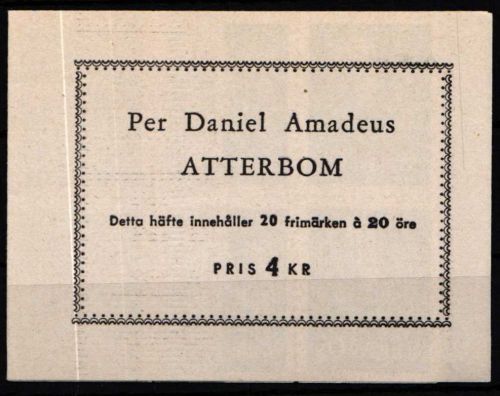 Per Daniel Amadeus
ATTERBOM
Detta häfte innehåller 20 frimärken à 20 öre
PRIS 4 KR